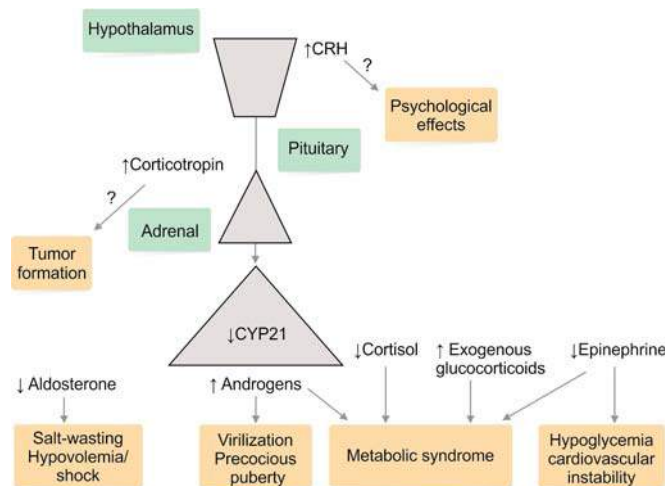 Hypothalamus
↑CRH
?
Psychological
effects
Pituitary
↑Corticotropin
?
Adrenal
Tumor
formation
↓CYP21
↓Cortisol
↑ Exogenous
glucocorticoids
↓Epinephrine
↓ Aldosterone
↑ Androgens
Salt-wasting
Hypovolemia/
shock
Virilization
Precocious
puberty
Metabolic syndrome
Hypoglycemia
cardiovascular
instability